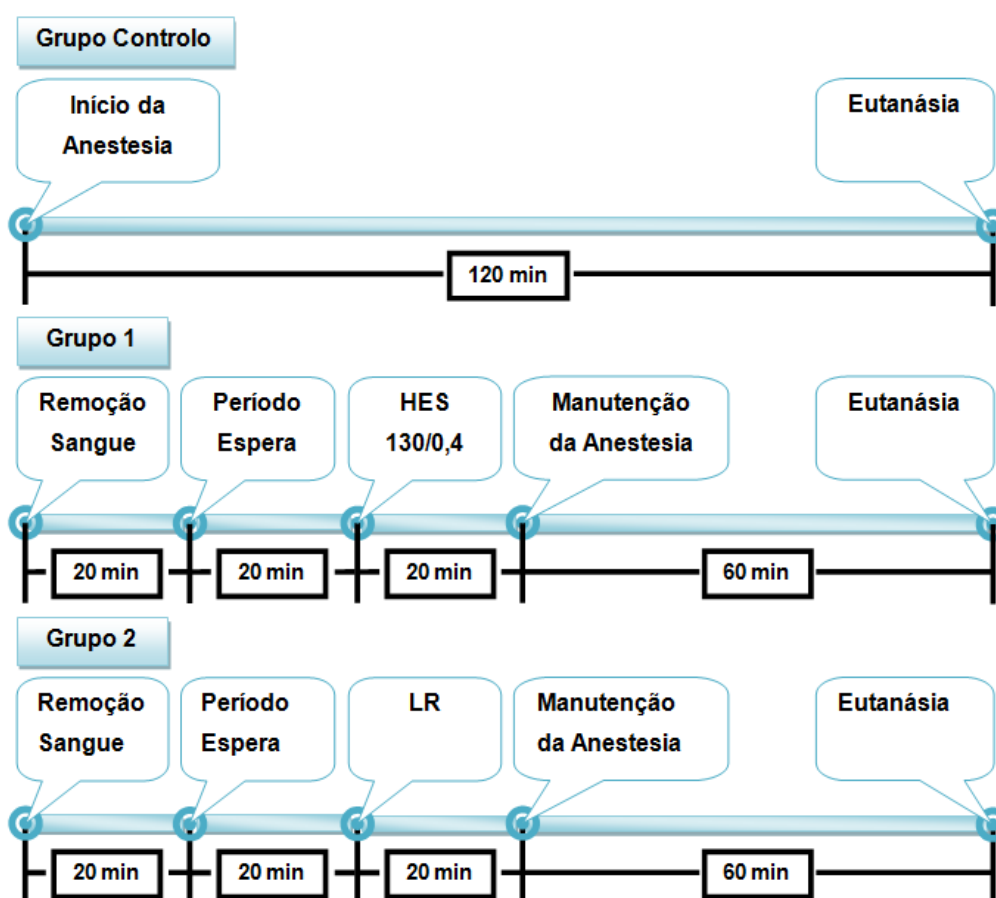 Grupo Controlo
Início da
Anestesia
Eutanásia
120 min
Grupo 1
Remoção
Sangue
Período
Espera
HES
130/0,4
Manutenção
da Anestesia
Eutanásia
20 min
20 min
20 min
60 min
Grupo 2
Remoção
Sangue
Período
Espera
LR
Manutenção
da Anestesia
Eutanásia
20 min
20 min
20 min
60 min